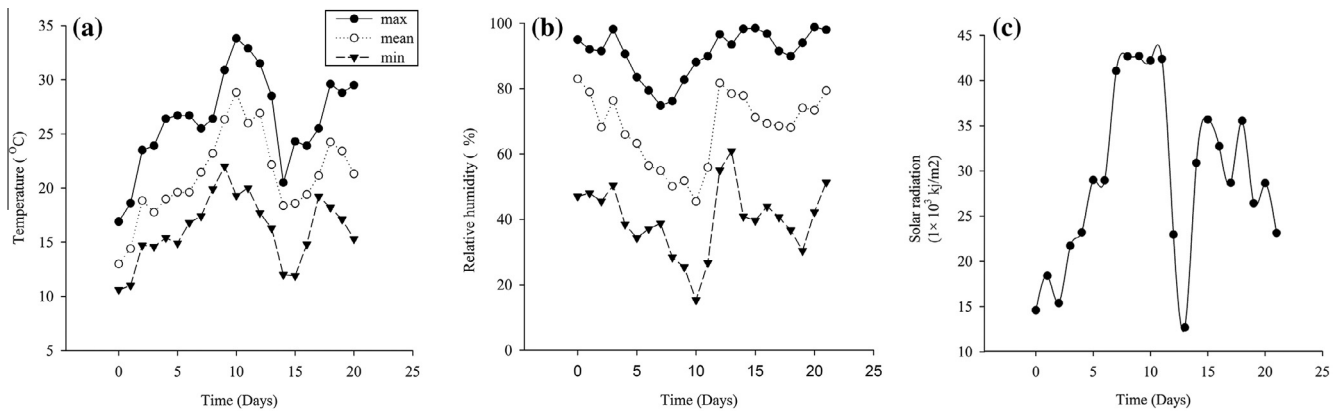 (a)
max
mean
min
35
30
25
20
15
10
5
Temperature ( °C)
0 5 10 15 20 25
Time (Days)
(b)
100
80
60
40
20
0
Relative humidity ( %)
0 5 10 15 20 25
Time (Days)
(c)
45
40
35
30
25
20
15
10
Solar radiation
(1× 10³ kj/m2)
0 5 10 15 20 25
Time (Days)